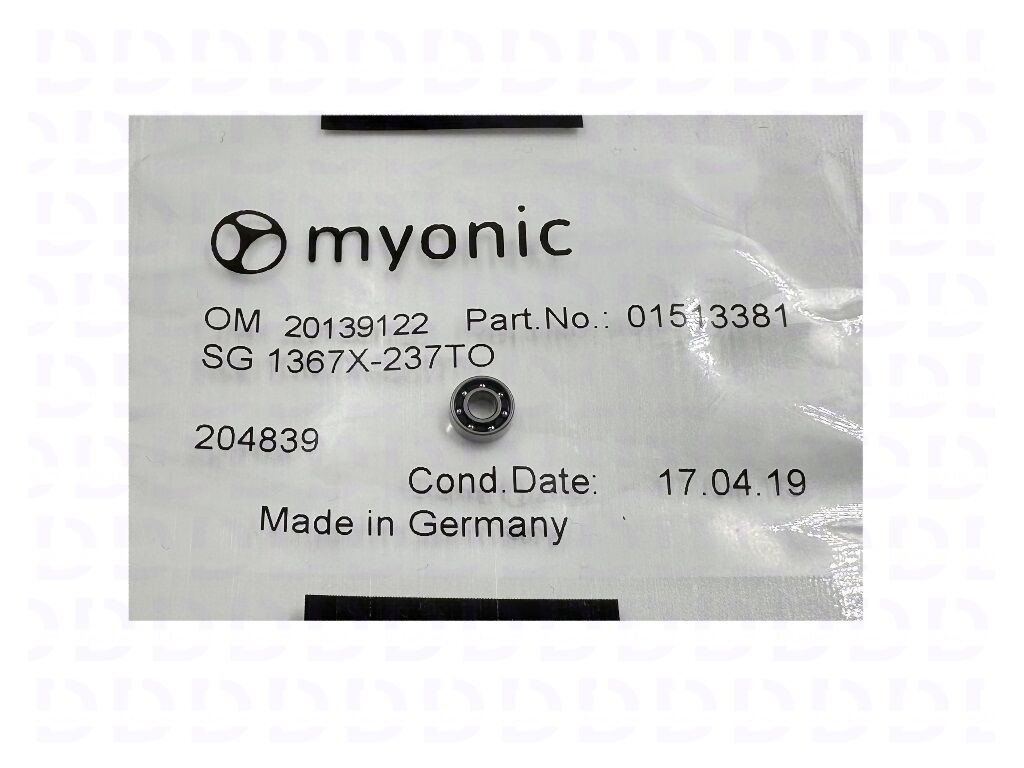 myonic
OM 20139122 Part.No.: 01513381
SG 1367X-237TO
204839
Cond.Date: 17.04.19
Made in Germany